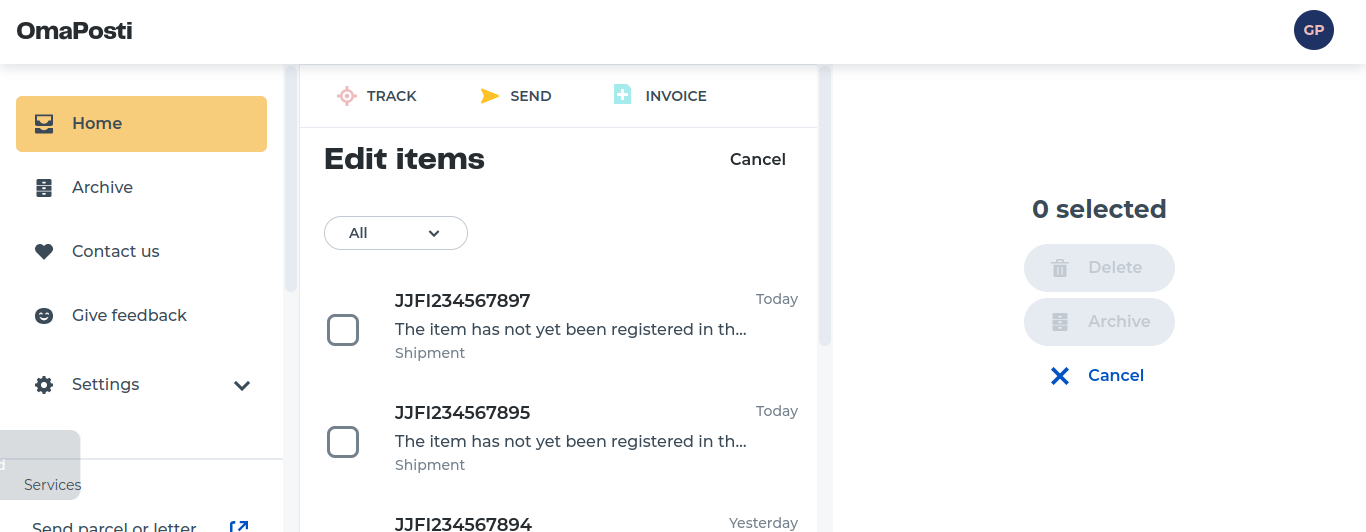 OmaPosti
GP
Home
Archive
Contact us
Give feedback
Settings
Services
Send parcel or letter
TRACK
SEND
INVOICE
Edit items
Cancel
All
JJFI234567897
Today
The item has not yet been registered in th...
Shipment
JJFI234567895
Today
The item has not yet been registered in th...
Shipment
JJFI234567894
Yesterday
0 selected
Delete
Archive
Cancel